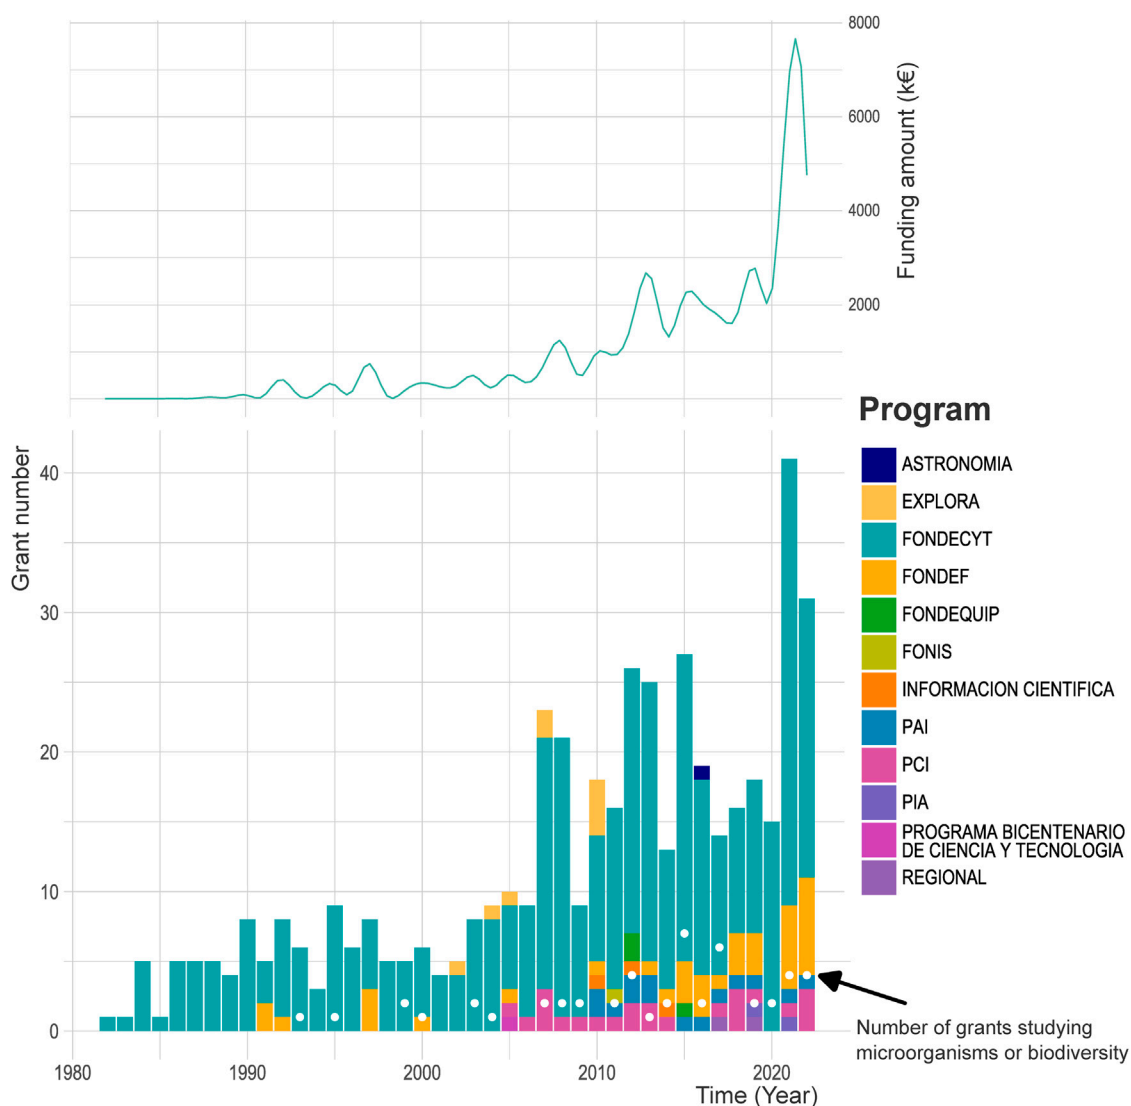 8000
6000
4000
2000
Funding amount (k€)
Program
ASTRONOMIA
EXPLORA
FONDECYT
FONDEF
FONDEQUIP
FONIS
INFORMACION CIENTIFICA
PAI
PCI
PIA
PROGRAMA BICENTENARIO
DE CIENCIA Y TECNOLOGIA
REGIONAL
Grant number
40
30
20
10
0
1980
1990
2000
2010
2020
Time (Year)
Number of grants studying
microorganisms or biodiversity